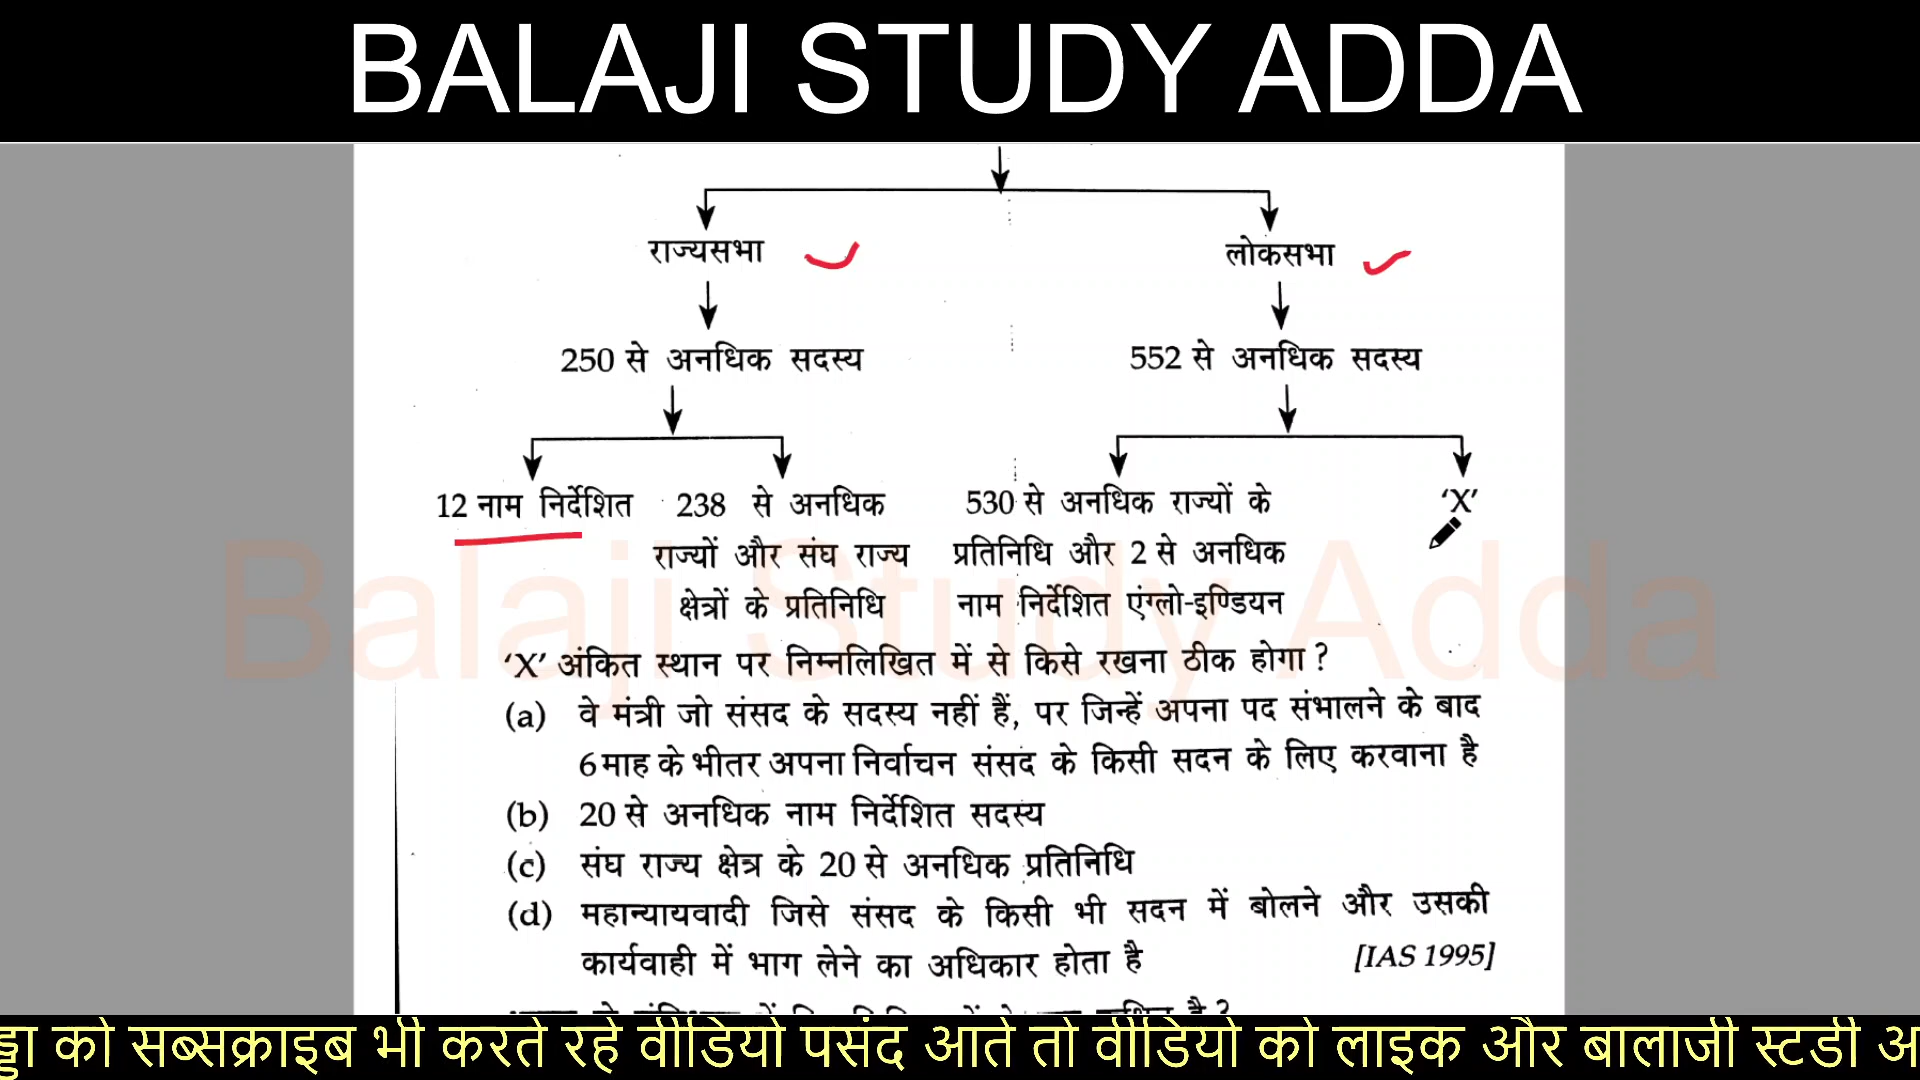 BALAJI STUDY ADDA
राज्यसभा लोकसभा
250 से अनधिक सदस्य 552 से अनधिक सदस्य
12 नाम निर्देशित 238 से अनधिक 530 से अनधिक राज्यों के 'X'
राज्यों और संघ राज्य प्रतिनिधि और 2 से अनधिक
क्षेत्रों के प्रतिनिधि नाम निर्देशित एंग्लो-इण्डियन
Balaji Study Adda
'X' अंकित स्थान पर निम्नलिखित में से किसे रखना ठीक होगा ?
(a) वे मंत्री जो संसद के सदस्य नहीं हैं, पर जिन्हें अपना पद संभालने के बाद
6 माह के भीतर अपना निर्वाचन संसद के किसी सदन के लिए करवाना है
(b) 20 से अनधिक नाम निर्देशित सदस्य
(c) संघ राज्य क्षेत्र के 20 से अनधिक प्रतिनिधि
(d) महान्यायवादी जिसे संसद के किसी भी सदन में बोलने और उसकी
कार्यवाही में भाग लेने का अधिकार होता है [IAS 1995]
को सब्सक्राइब भी करते रहे वीडियो पसंद आते तो वीडियो को लाइक और बालाजी स्टडी अ